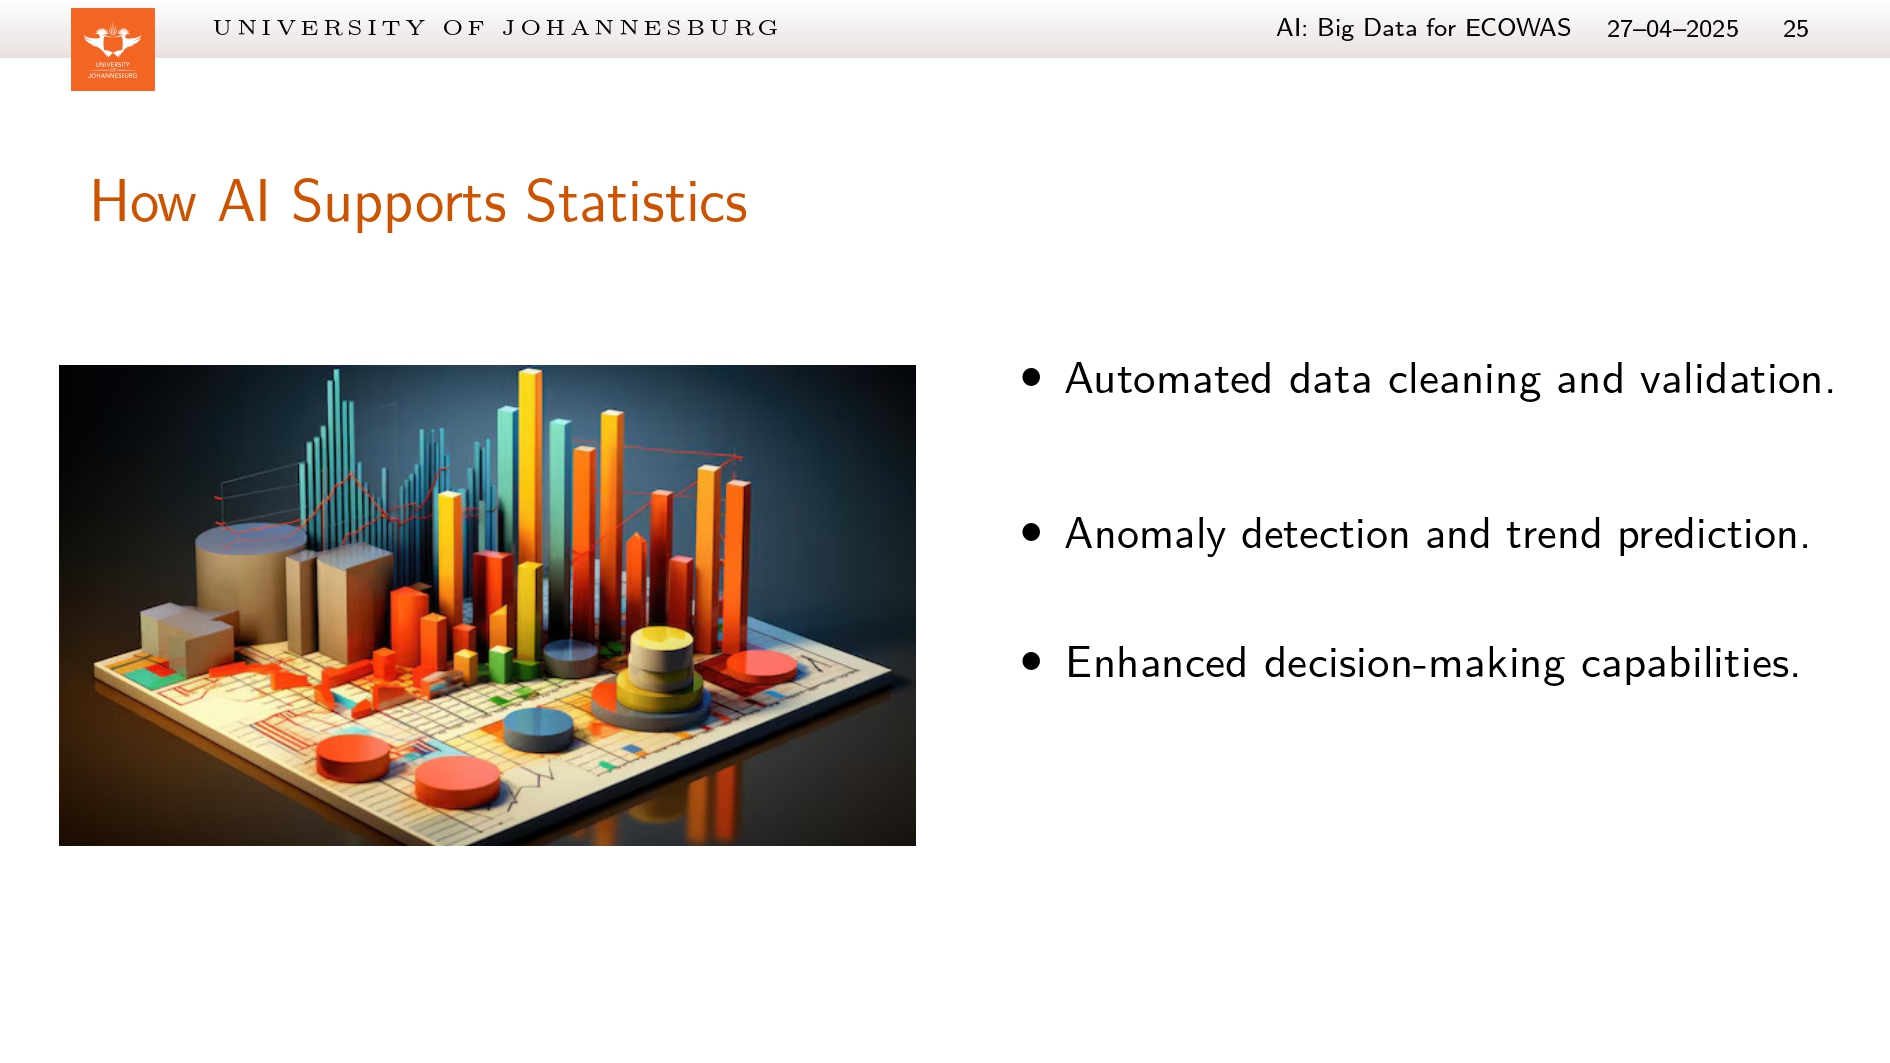 UNIVERSITY OF JOHANNESBURG
AI: Big Data for ECOWAS 27–04–2025 25
UNIVERSITY
OF
JOHANNESBURG
How AI Supports Statistics
• Automated data cleaning and validation.
• Anomaly detection and trend prediction.
• Enhanced decision-making capabilities.